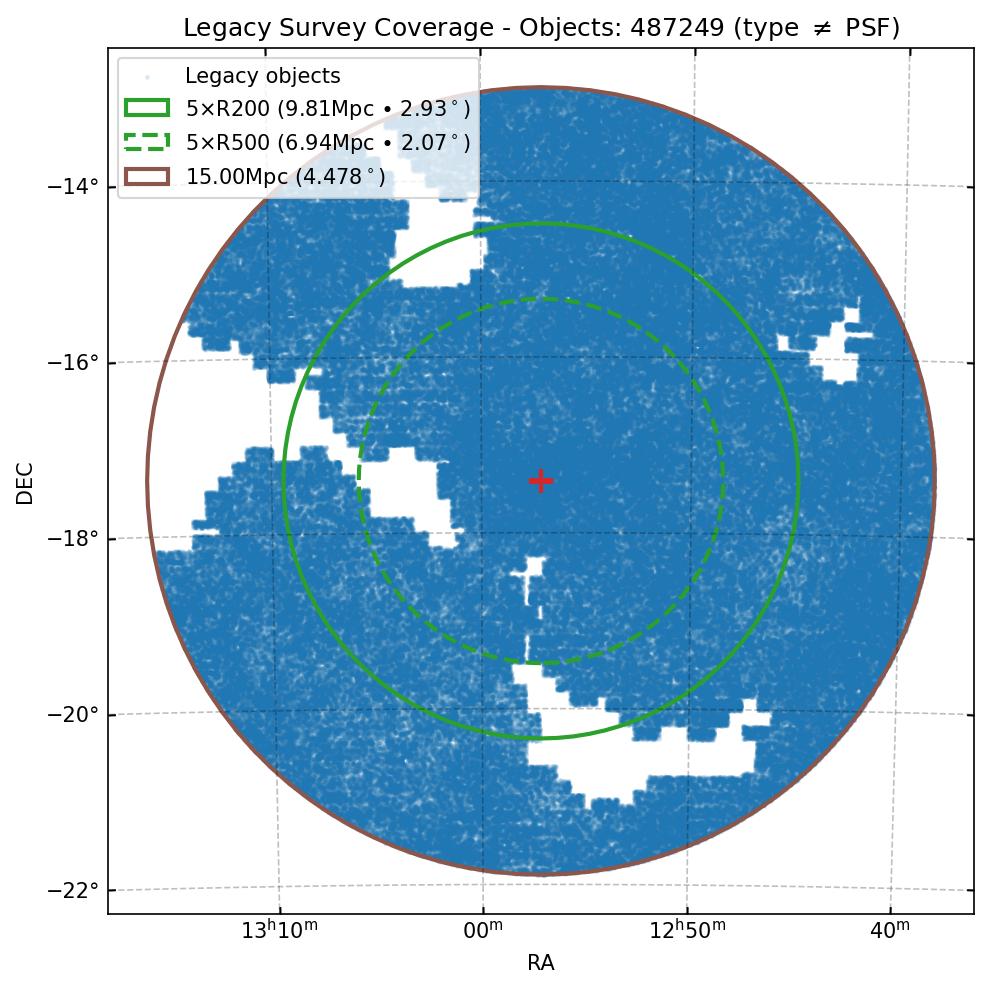 Legacy Survey Coverage - Objects: 487249 (type ≠ PSF)
Legacy objects
5×R200 (9.81Mpc • 2.93°)
5×R500 (6.94Mpc • 2.07°)
15.00Mpc (4.478°)
−14°
−16°
−18°
−20°
−22°
DEC
13ʰ10ᵐ 00ᵐ 12ʰ50ᵐ 40ᵐ
RA